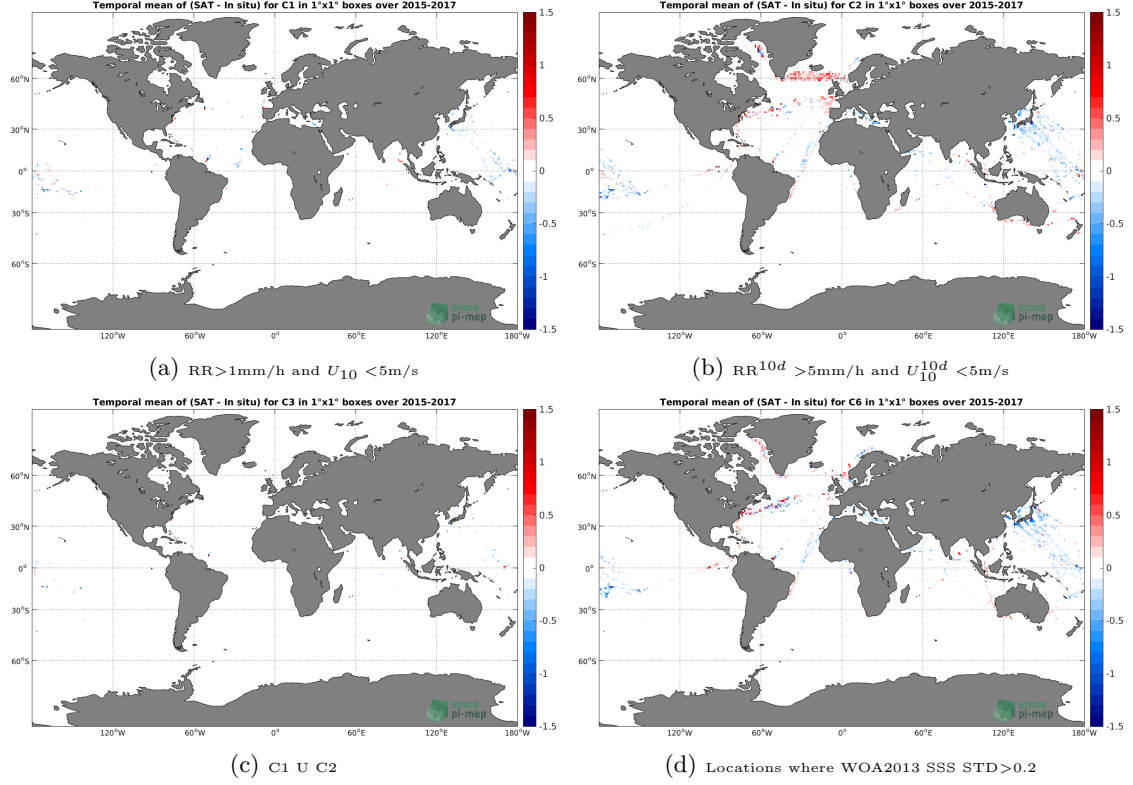 Temporal mean of (SAT - In situ) for C1 in 1°x1° boxes over 2015-2017
1.5
1
0.5
0
-0.5
-1
-1.5
60°N
30°N
0°
30°S
60°S
120°W
60°W
0°
60°E
120°E
180°W
smos
pi-mep
(a) RR>1mm/h and U10 <5m/s
Temporal mean of (SAT - In situ) for C2 in 1°x1° boxes over 2015-2017
1.5
1
0.5
0
-0.5
-1
-1.5
60°N
30°N
0°
30°S
60°S
120°W
60°W
0°
60°E
120°E
180°W
smos
pi-mep
(b) RR^10d >5mm/h and U10^10d <5m/s
Temporal mean of (SAT - In situ) for C3 in 1°x1° boxes over 2015-2017
1.5
1
0.5
0
-0.5
-1
-1.5
60°N
30°N
0°
30°S
60°S
120°W
60°W
0°
60°E
120°E
180°W
smos
pi-mep
(c) C1 U C2
Temporal mean of (SAT - In situ) for C6 in 1°x1° boxes over 2015-2017
1.5
1
0.5
0
-0.5
-1
-1.5
60°N
30°N
0°
30°S
60°S
120°W
60°W
0°
60°E
120°E
180°W
smos
pi-mep
(d) Locations where WOA2013 SSS STD>0.2